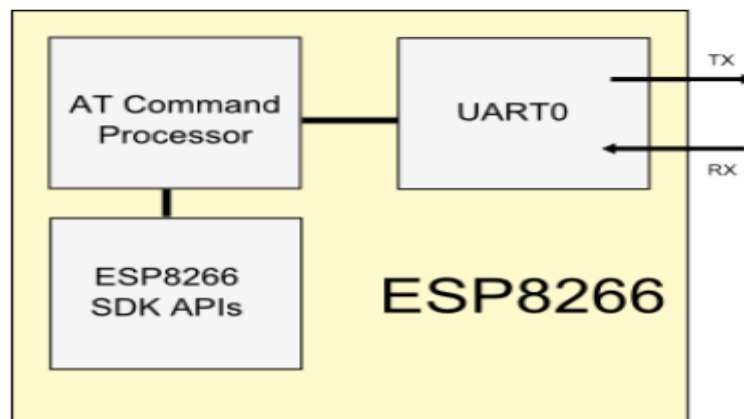 AT Command
Processor
UART0
TX
RX
ESP8266
SDK APIs
ESP8266